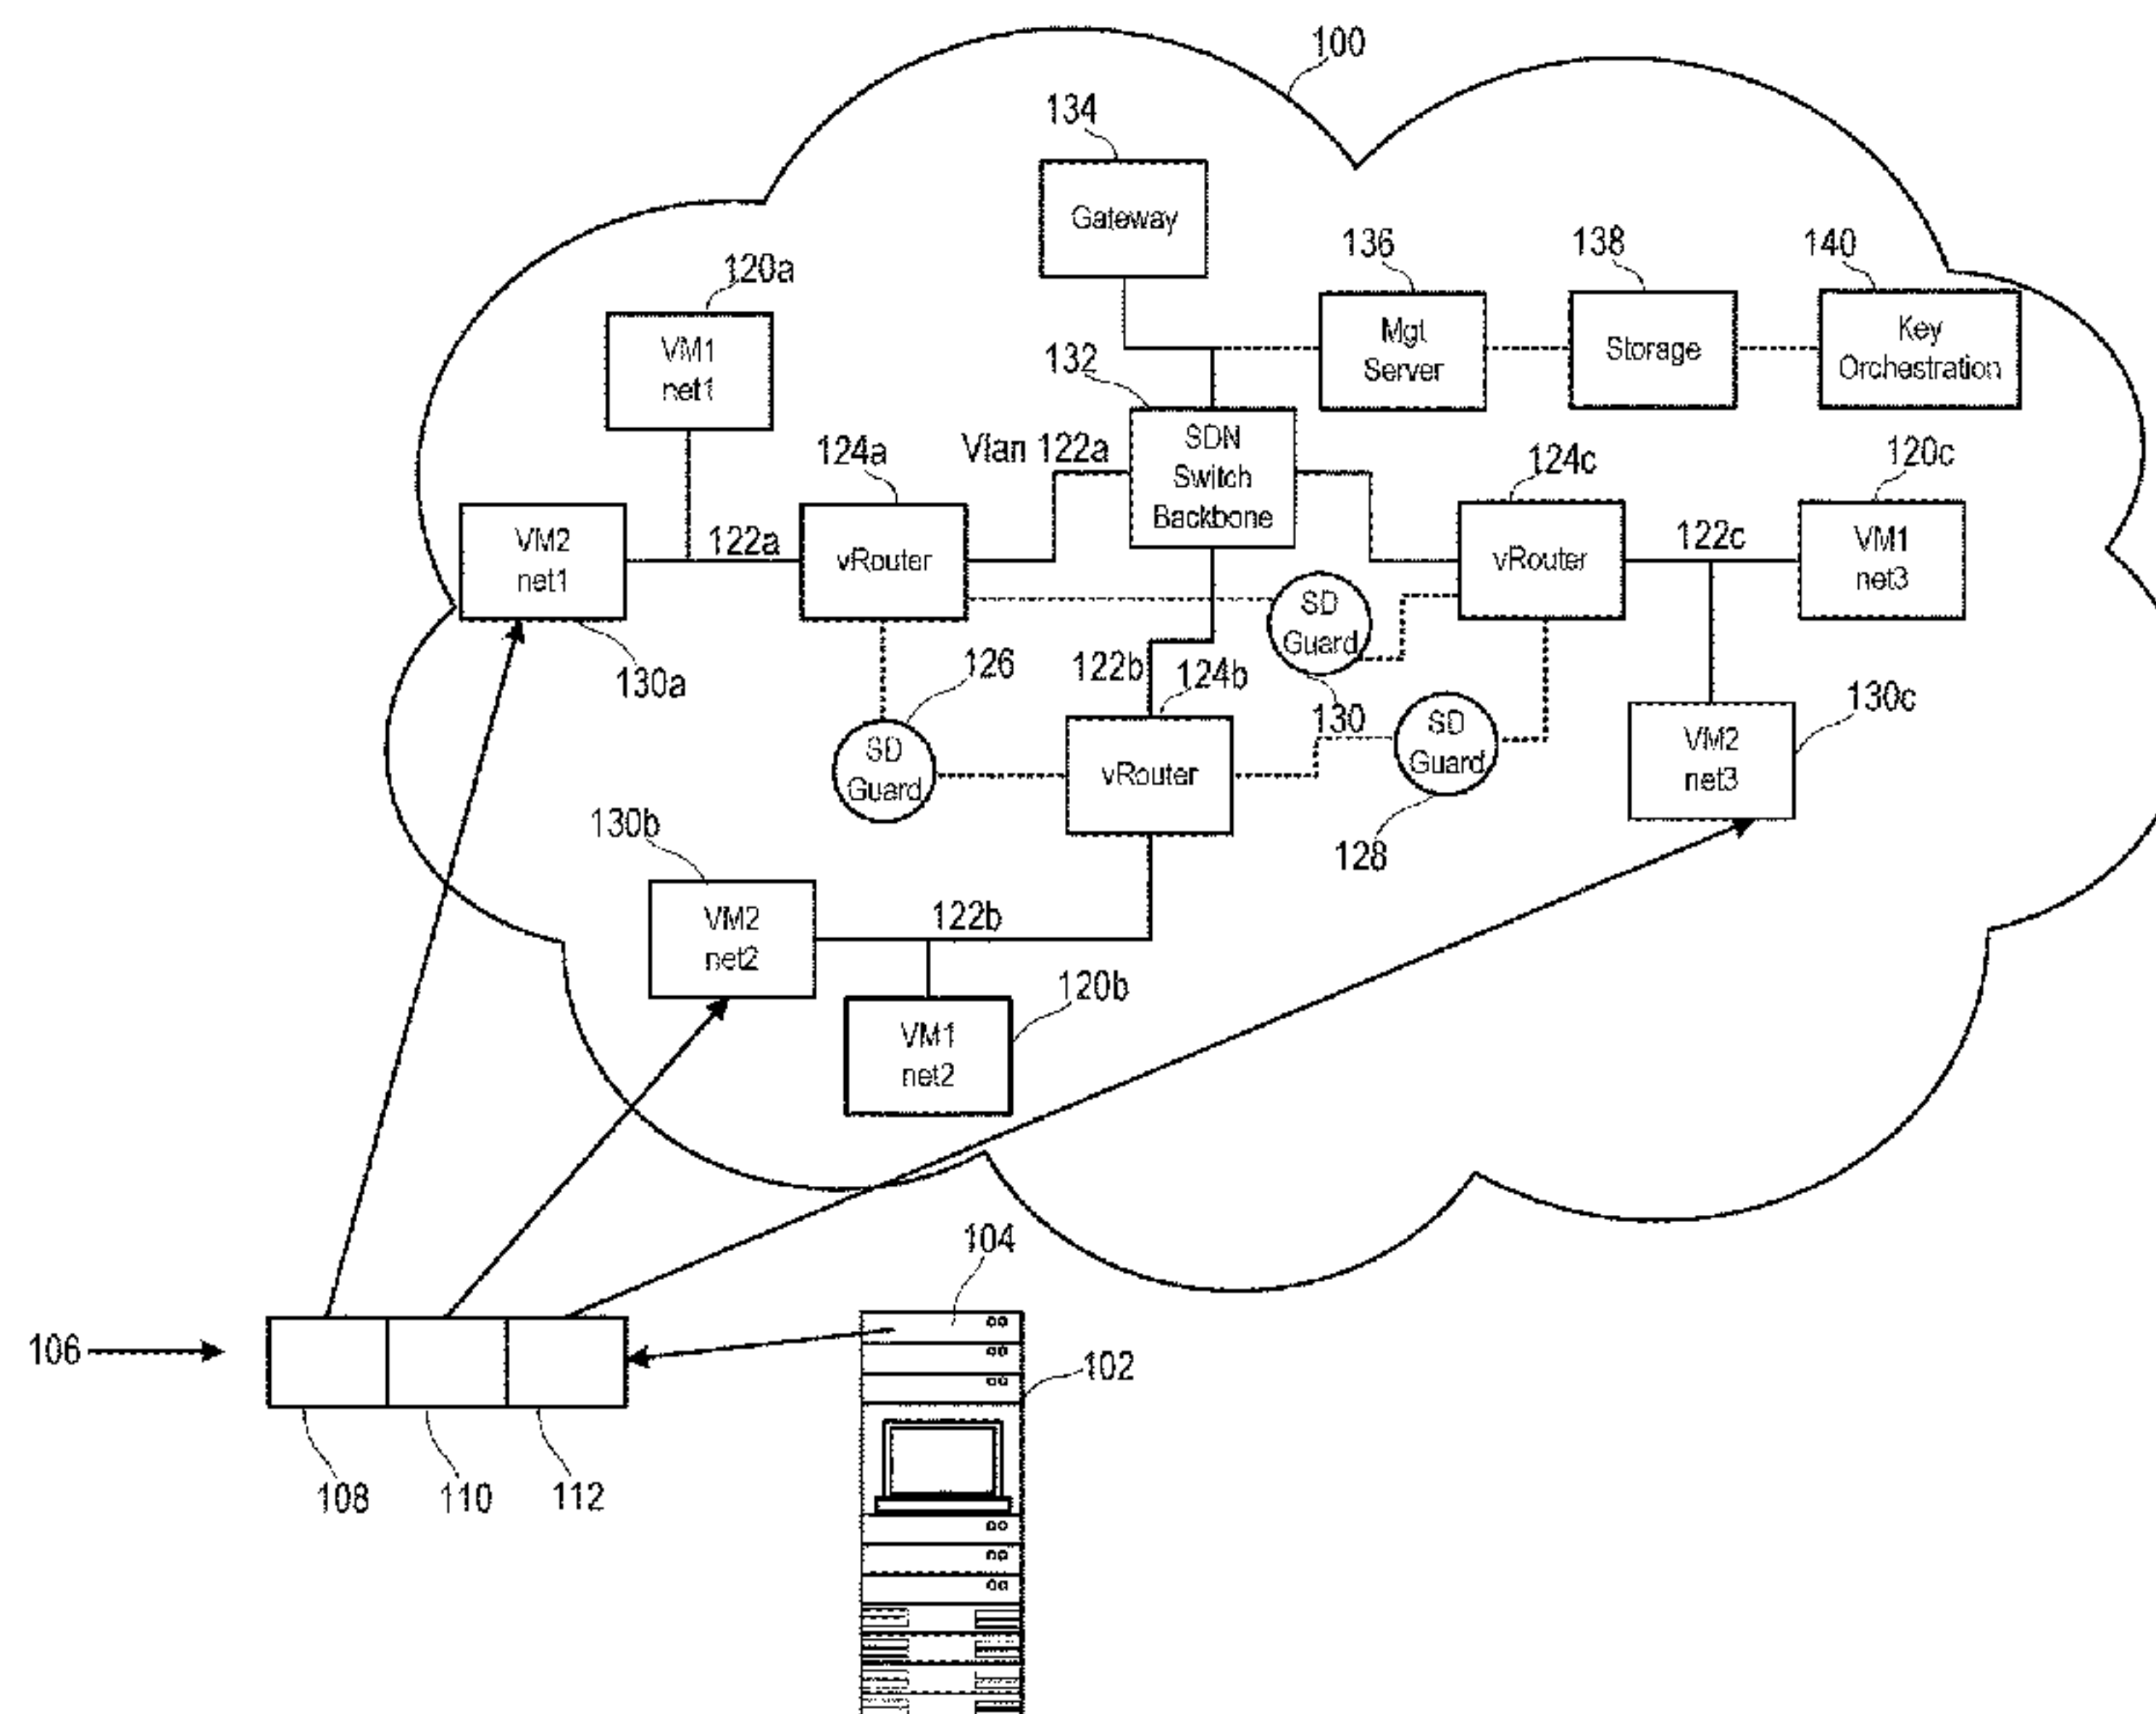 100
134
Gateway
136
138
140
120a
VM1
net1
Mgt
Server
Storage
Key
Orchestration
132
124a
Vlan 122a
SDN
Switch
Backbone
124c
120c
VM2
net1
122a
vRouter
vRouter
122c
VM1
net3
SD
Guard
130a
126
122b
124b
130
SD
Guard
130c
SD
Guard
vRouter
VM2
net3
130b
128
VM2
net2
122b
120b
VM1
net2
104
106
102
108
110
112